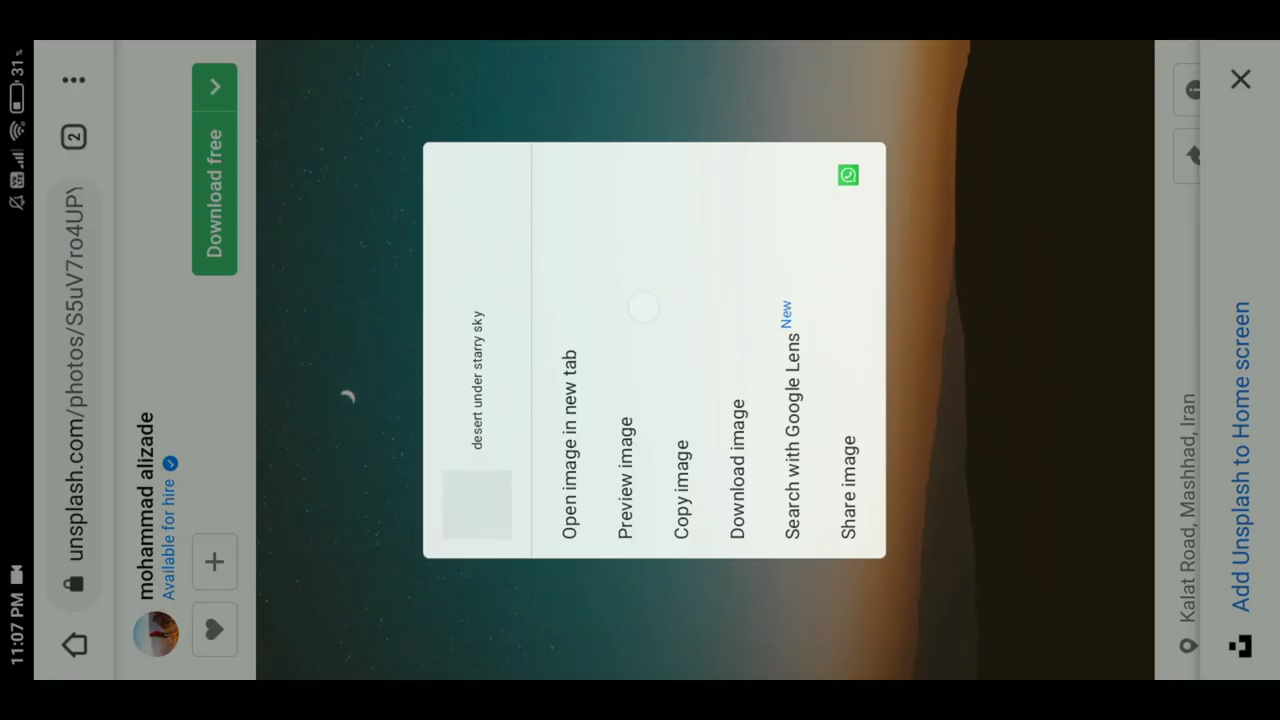 11:07 PM
31%
unsplash.com/photos/S5uV7ro4UP
2
mohammad alizade
Available for hire
Download free
desert under starry sky
Open image in new tab
Preview image
Copy image
Download image
Search with Google Lens New
Share image
Kalat Road, Mashhad, Iran
Add Unsplash to Home screen